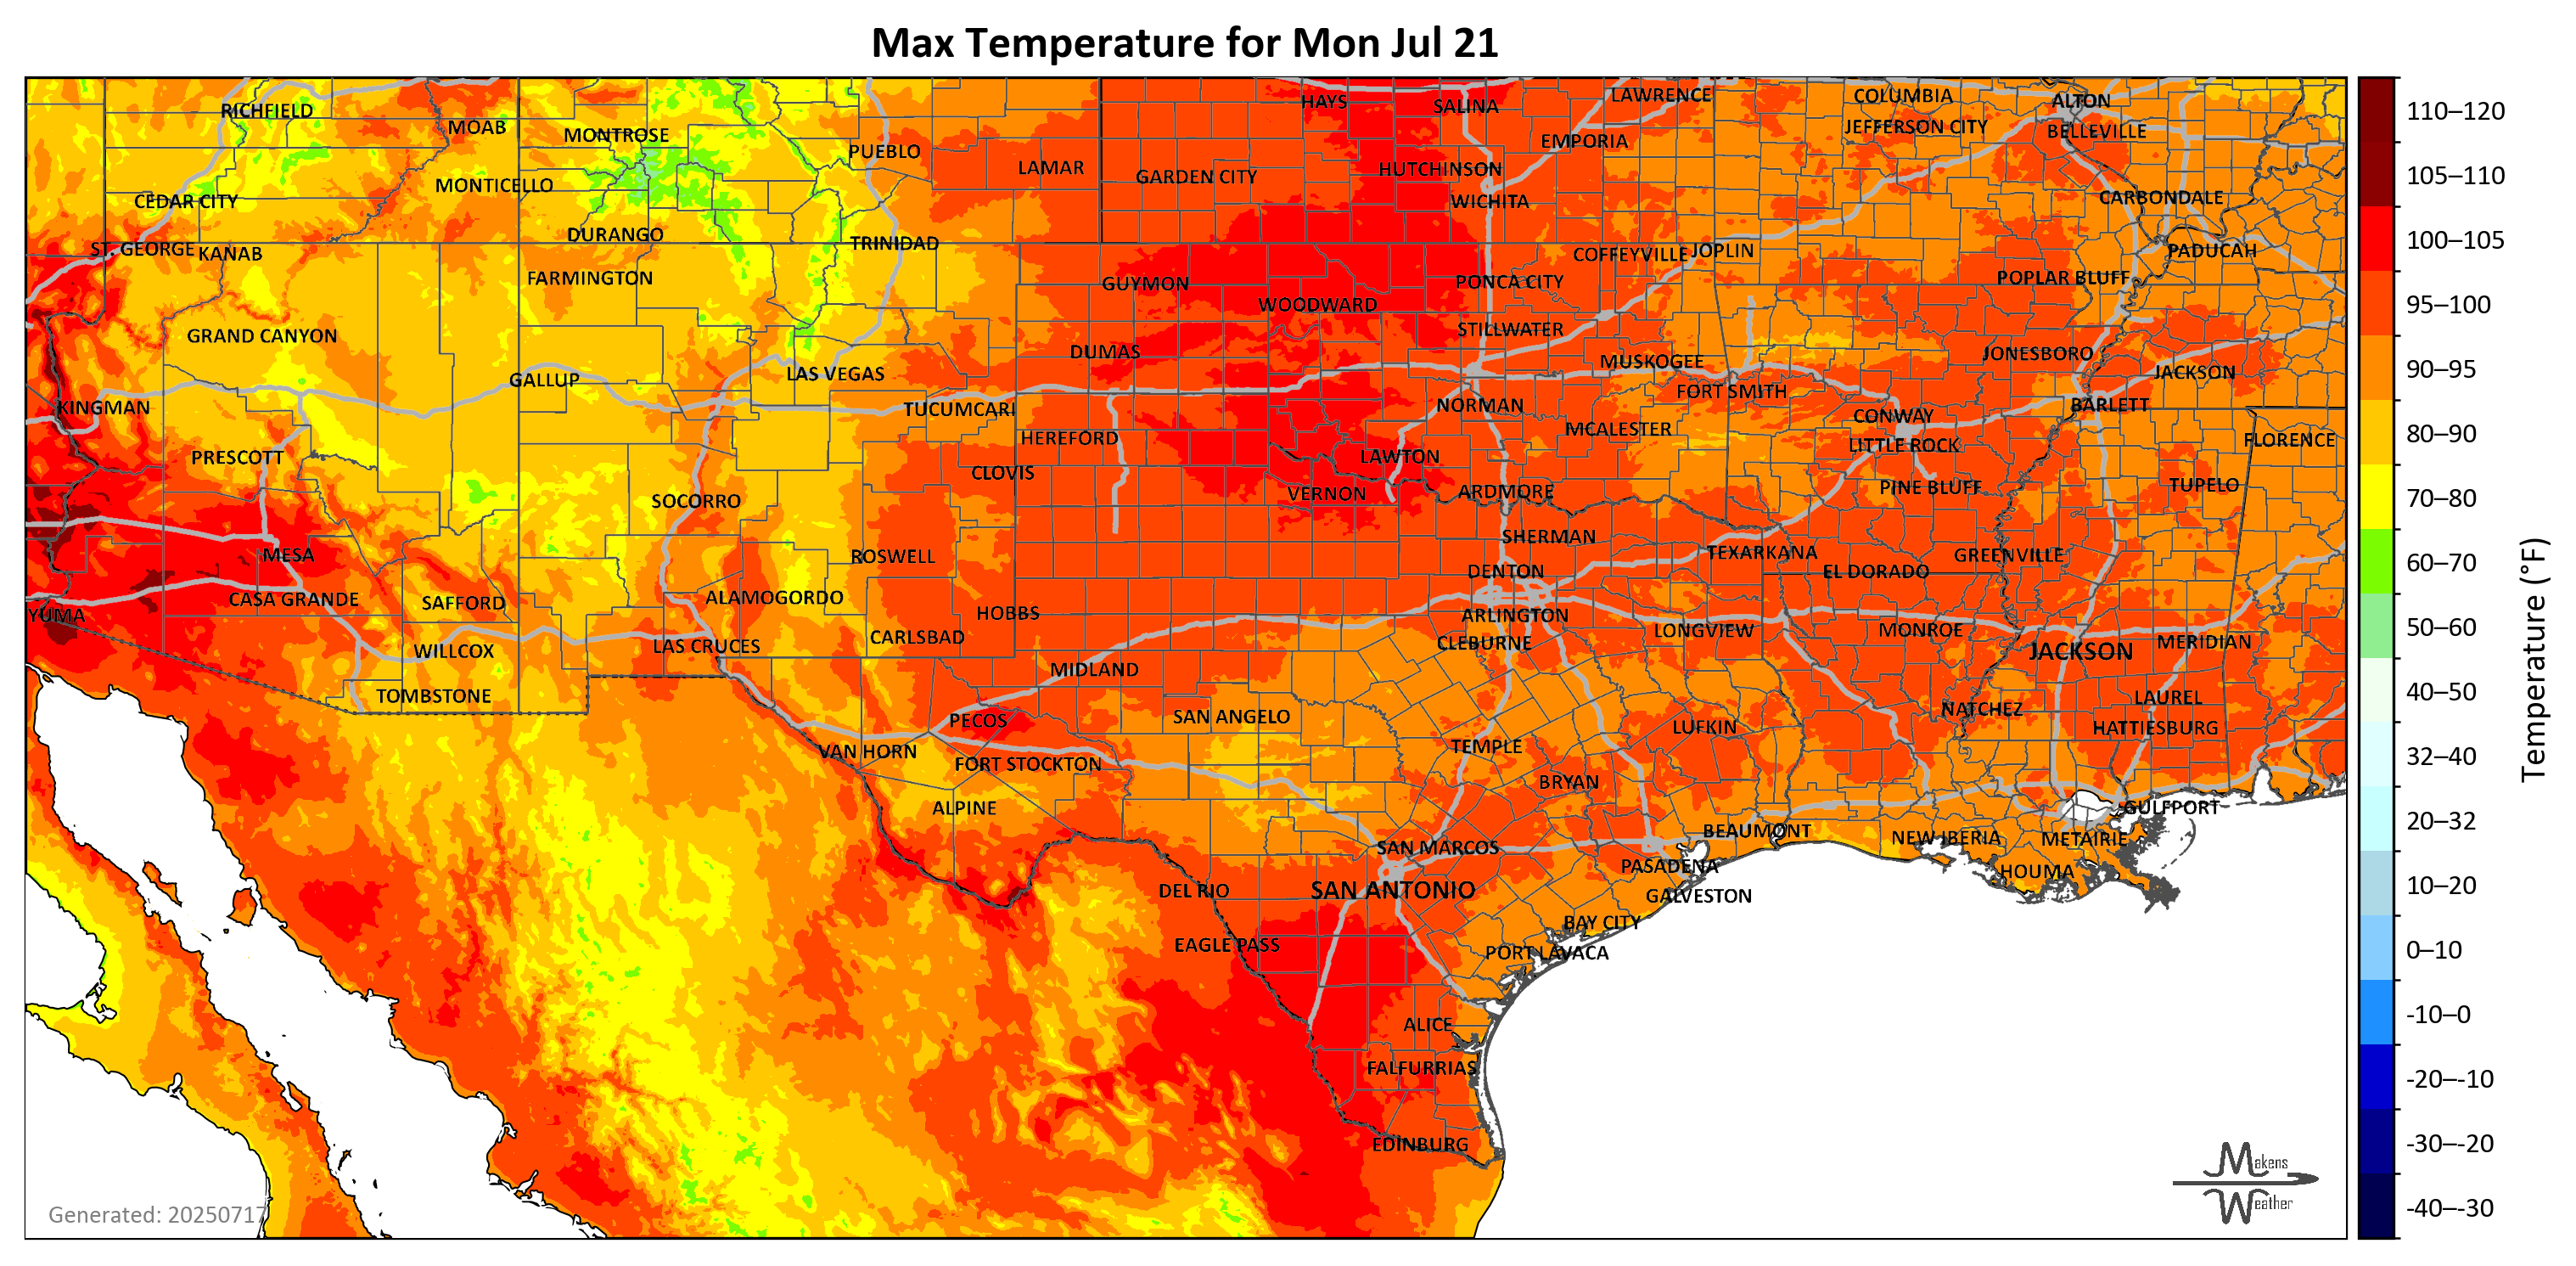 Max Temperature for Mon Jul 21
RICHFIELD
MOAB
MONTROSE
PUEBLO
LAMAR
HAYS
SALINA
LAWRENCE
COLUMBIA
ALTON
JEFFERSON CITY
BELLEVILLE
EMPORIA
GARDEN CITY
HUTCHINSON
MONTICELLO
CEDAR CITY
WICHITA
CARBONDALE
DURANGO
TRINIDAD
ST. GEORGE
KANAB
COFFEYVILLE
JOPLIN
PADUCAH
FARMINGTON
GUYMON
PONCA CITY
POPLAR BLUFF
WOODWARD
GRAND CANYON
STILLWATER
DUMAS
MUSKOGEE
JONESBORO
JACKSON
GALLUP
LAS VEGAS
FORT SMITH
KINGMAN
TUCUMCARI
NORMAN
CONWAY
BARLETT
HEREFORD
MCALESTER
LITTLE ROCK
FLORENCE
PRESCOTT
CLOVIS
LAWTON
SOCORRO
VERNON
ARDMORE
PINE BLUFF
TUPELO
SHERMAN
MESA
ROSWELL
TEXARKANA
GREENVILLE
DENTON
EL DORADO
CASA GRANDE
SAFFORD
ALAMOGORDO
HOBBS
YUMA
ARLINGTON
CARLSBAD
CLEBURNE
LONGVIEW
MONROE
WILLCOX
LAS CRUCES
JACKSON
MERIDIAN
MIDLAND
TOMBSTONE
LAUREL
PECOS
SAN ANGELO
NATCHEZ
LUFKIN
HATTIESBURG
VAN HORN
FORT STOCKTON
TEMPLE
BRYAN
ALPINE
GULFPORT
BEAUMONT
NEW IBERIA
METAIRIE
SAN MARCOS
PASADENA
HOUMA
DEL RIO
SAN ANTONIO
GALVESTON
BAY CITY
EAGLE PASS
PORT LAVACA
ALICE
FALFURRIAS
EDINBURG
Generated: 20250717
Makens
Weather
110–120
105–110
100–105
95–100
90–95
80–90
70–80
60–70
50–60
40–50
32–40
20–32
10–20
0–10
-10–0
-20–-10
-30–-20
-40–-30
Temperature (°F)